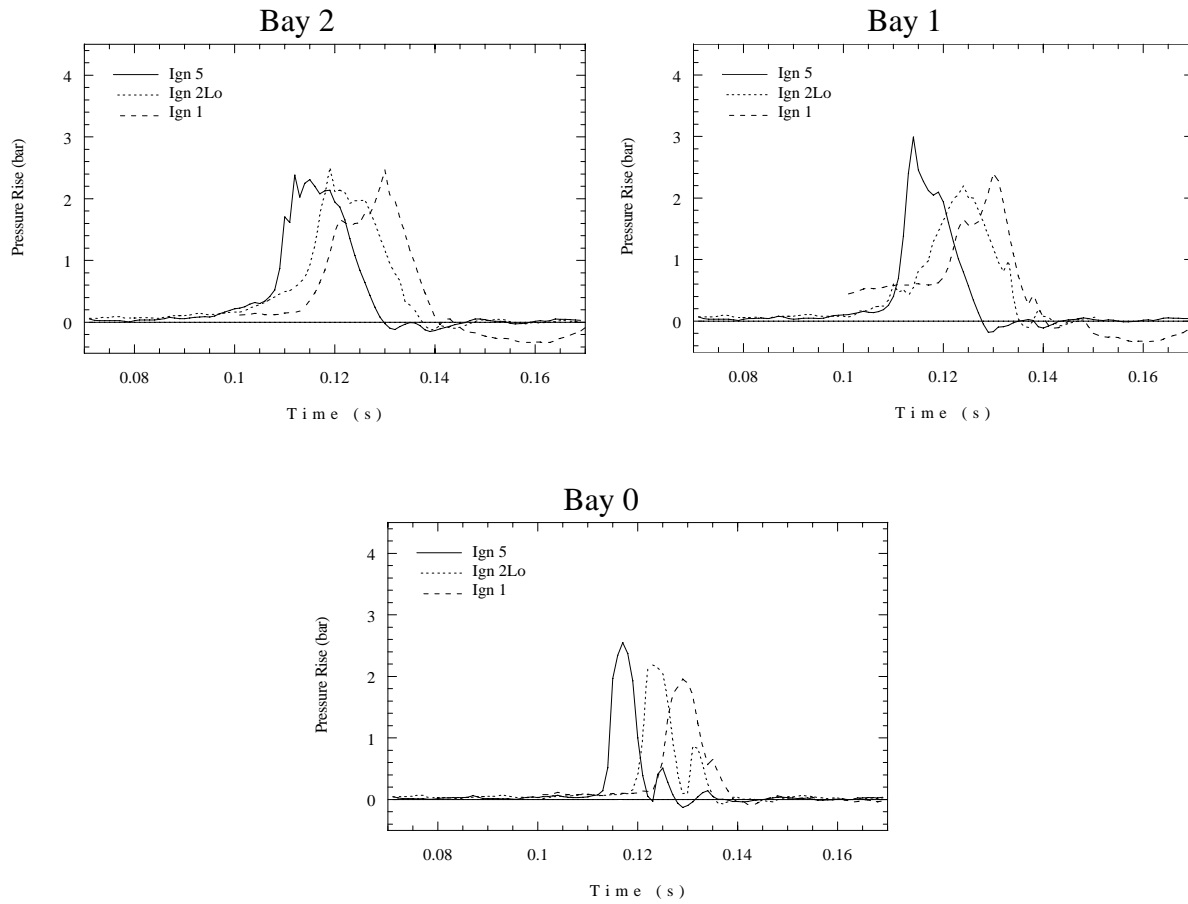 Bay 2
Ign 5
Ign 2Lo
Ign 1
Pressure Rise (bar)
4
3
2
1
0
0.08 0.1 0.12 0.14 0.16
Time (s)
Bay 1
Ign 5
Ign 2Lo
Ign 1
Pressure Rise (bar)
4
3
2
1
0
0.08 0.1 0.12 0.14 0.16
Time (s)
Bay 0
Ign 5
Ign 2Lo
Ign 1
Pressure Rise (bar)
4
3
2
1
0
0.08 0.1 0.12 0.14 0.16
Time (s)